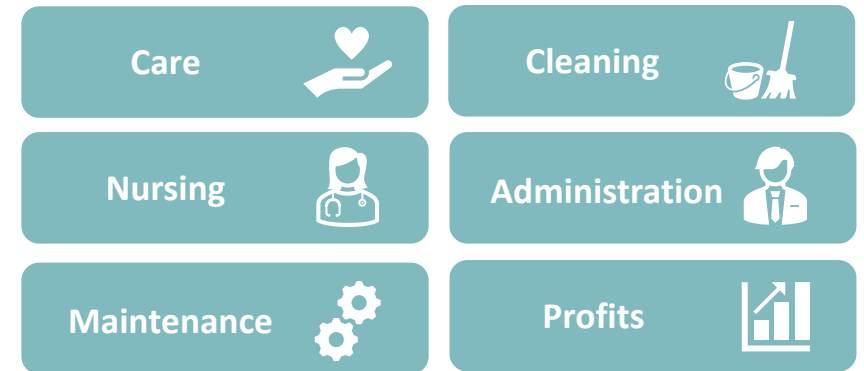 Care
Cleaning
Nursing
Administration
Maintenance
Profits